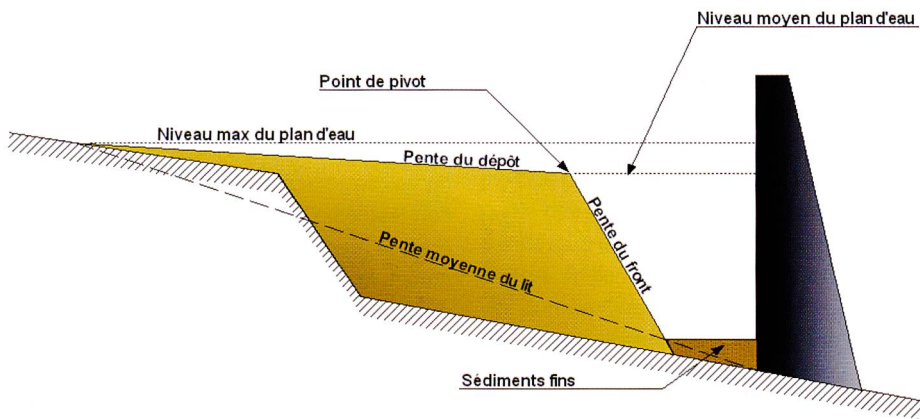 Niveau moyen du plan d'eau
Point de pivot
Niveau max du plan d'eau
Pente du dépôt
Pente du front
Pente moyenne du lit
Sédiments fins